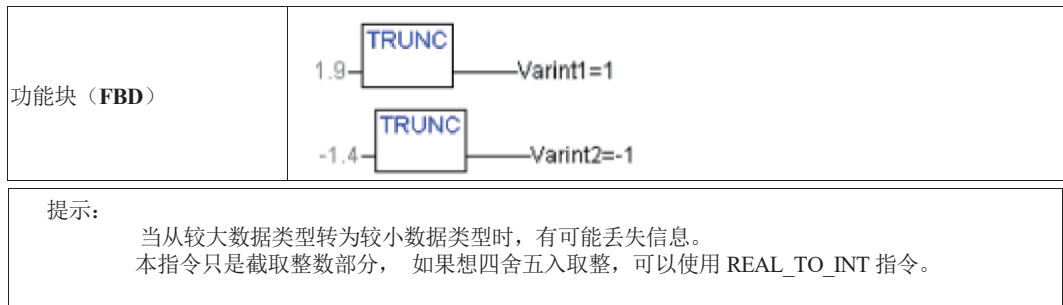 TRUNC
1.9
Varint1=1
功能块（FBD）
TRUNC
-1.4
Varint2=-1
提示：
当从较大数据类型转为较小数据类型时，有可能丢失信息。
本指令只是截取整数部分， 如果想四舍五入取整，可以使用 REAL_TO_INT 指令。